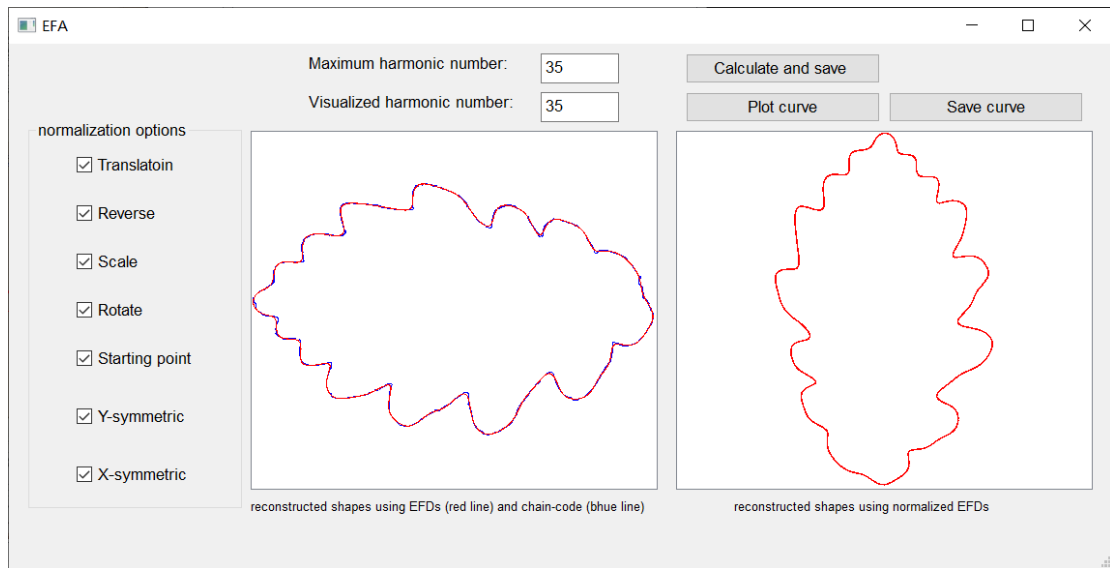 EFA
Maximum harmonic number: 35 Calculate and save
Visualized harmonic number: 35 Plot curve Save curve
normalization options
Translatoin
Reverse
Scale
Rotate
Starting point
Y-symmetric
X-symmetric
reconstructed shapes using EFDs (red line) and chain-code (bhue line)
reconstructed shapes using normalized EFDs